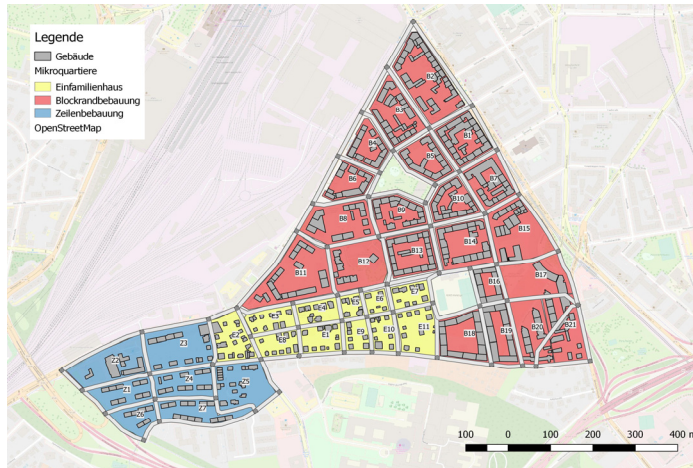 Legende
Gebäude
Mikroquartiere
Einfamilienhaus
Blockrandbebauung
Zeilenbebauung
OpenStreetMap
B2
B3
B1
B4
B5
B6
B7
B10
B9
B8
B15
B14
B13
B12
B11
B17
B16
E7
E6
E5
E4
E3
B21
B20
B19
B18
E11
E10
E9
E1
E8
E2
Z3
Z2
Z4
Z5
Z1
Z7
Z6
100 0 100 200 300 400 m